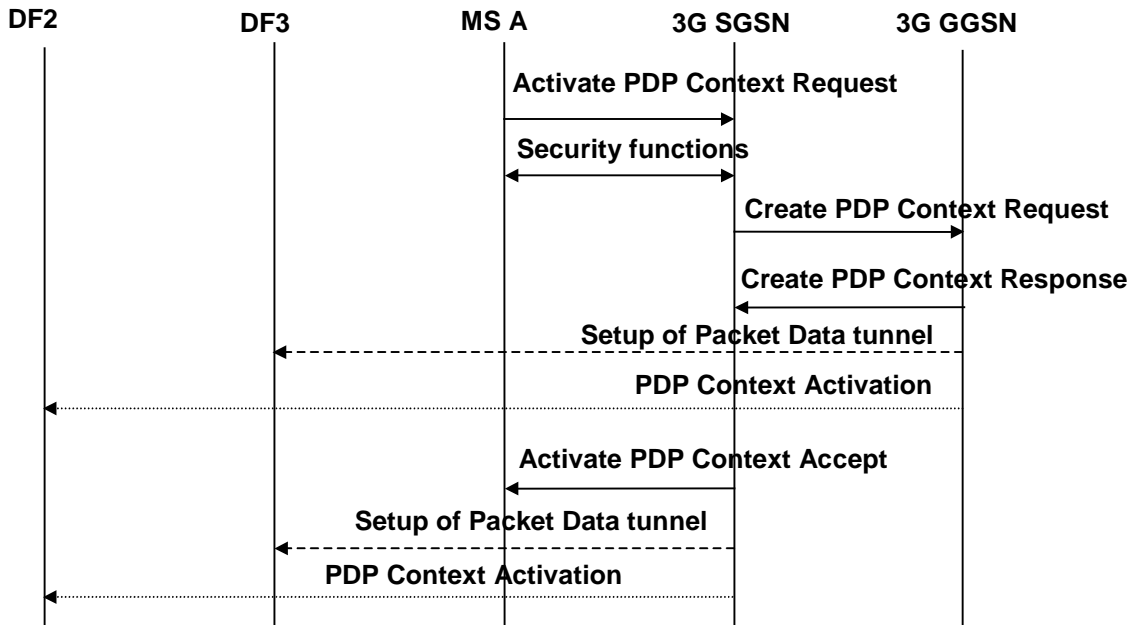 DF2
DF3
MS A
3G SGSN
3G GGSN
Activate PDP Context Request
Security functions
Create PDP Context Request
Create PDP Context Response
Setup of Packet Data tunnel
PDP Context Activation
Activate PDP Context Accept
Setup of Packet Data tunnel
PDP Context Activation